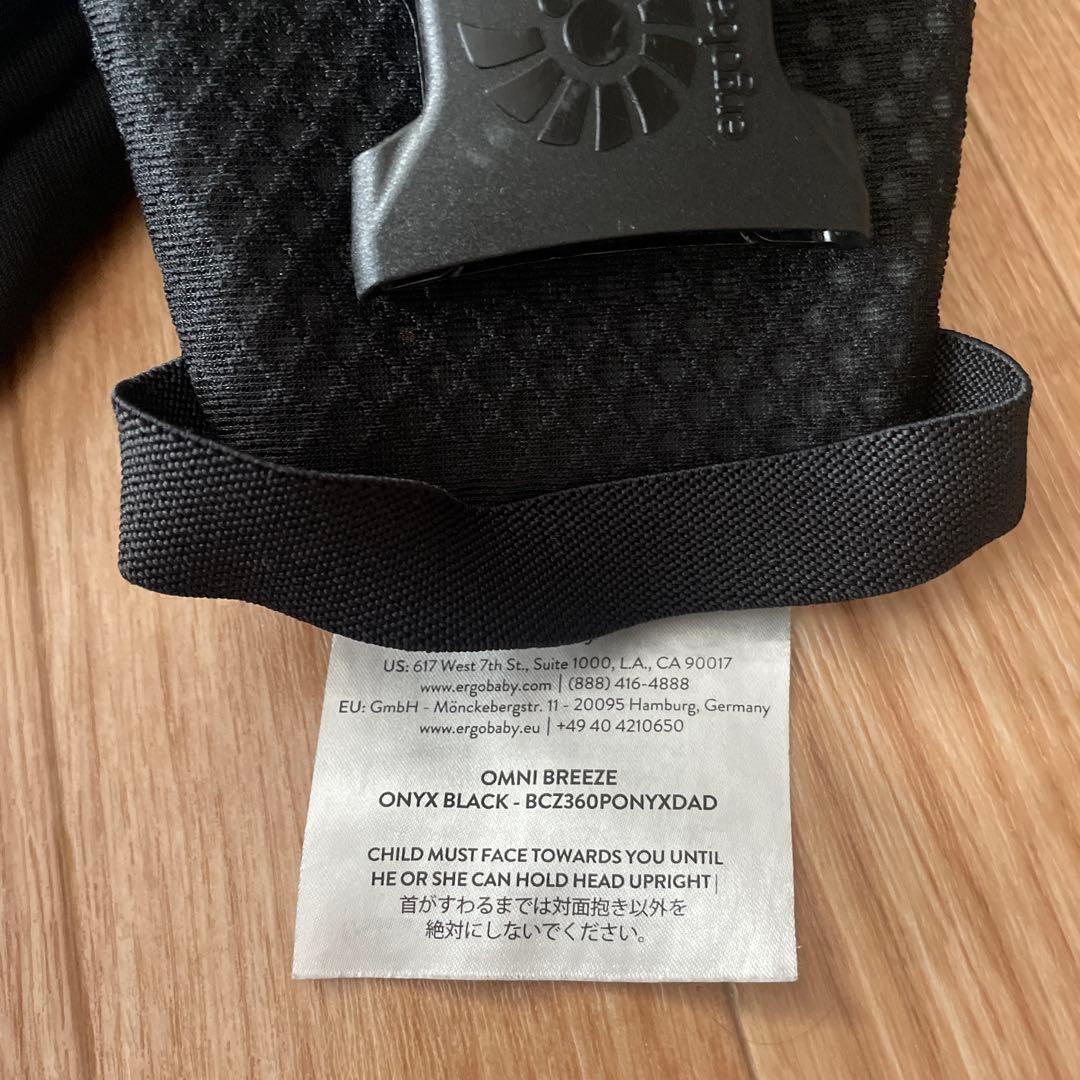 ergobaby
US: 617 West 7th St., Suite 1000, L.A., CA 90017
www.ergobaby.com | (888) 416-4888
EU: GmbH - Mönckebergstr. 11 - 20095 Hamburg, Germany
www.ergobaby.eu | +49 40 4210650
OMNI BREEZE
ONYX BLACK - BCZ360PONYXDAD
CHILD MUST FACE TOWARDS YOU UNTIL
HE OR SHE CAN HOLD HEAD UPRIGHT |
首がすわるまでは対面抱き以外を
絶対にしないでください。